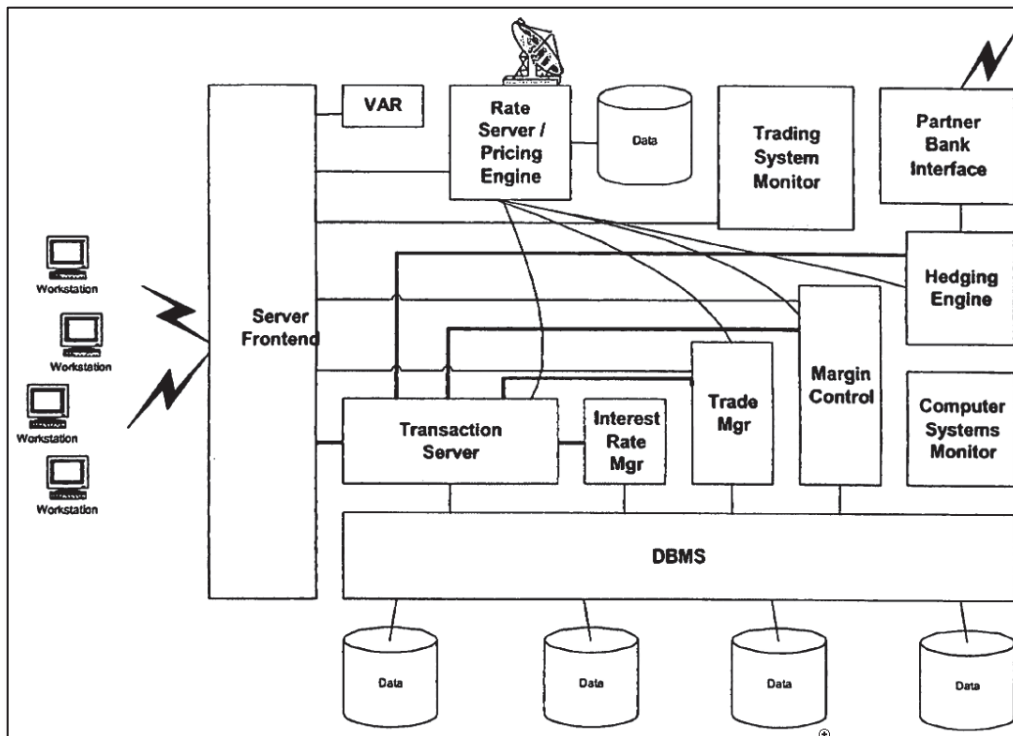 VAR
Rate
Server /
Pricing
Engine
Data
Trading
System
Monitor
Partner
Bank
Interface
Workstation
Workstation
Workstation
Workstation
Server
Frontend
Hedging
Engine
Margin
Control
Trade
Mgr
Transaction
Server
Interest
Rate
Mgr
Computer
Systems
Monitor
DBMS
Data
Data
Data
Data